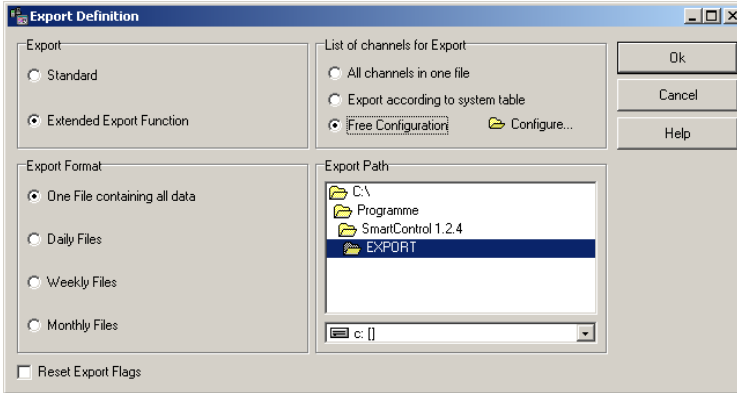 Export Definition
Export
Standard
Extended Export Function
List of channels for Export
All channels in one file
Export according to system table
Free Configuration
Configure...
Ok
Cancel
Help
Export Format
One File containing all data
Daily Files
Weekly Files
Monthly Files
Export Path
C:\
Programme
SmartControl 1.2.4
EXPORT
c: []
Reset Export Flags